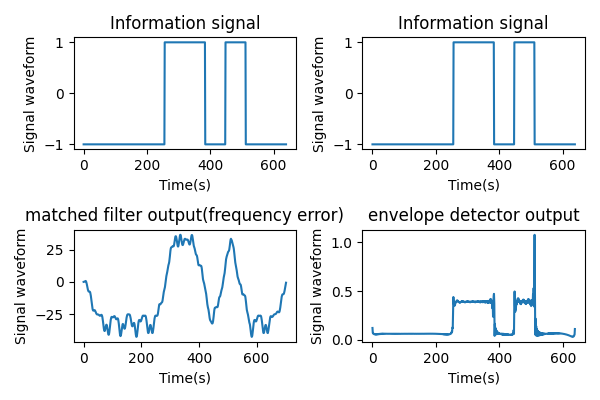 Information signal
Signal waveform
1
0
−1
0
200
400
600
Time(s)
Information signal
Signal waveform
1
0
−1
0
200
400
600
Time(s)
matched filter output(frequency error)
Signal waveform
25
0
−25
0
200
400
600
Time(s)
envelope detector output
Signal waveform
1.0
0.5
0.0
0
200
400
600
Time(s)